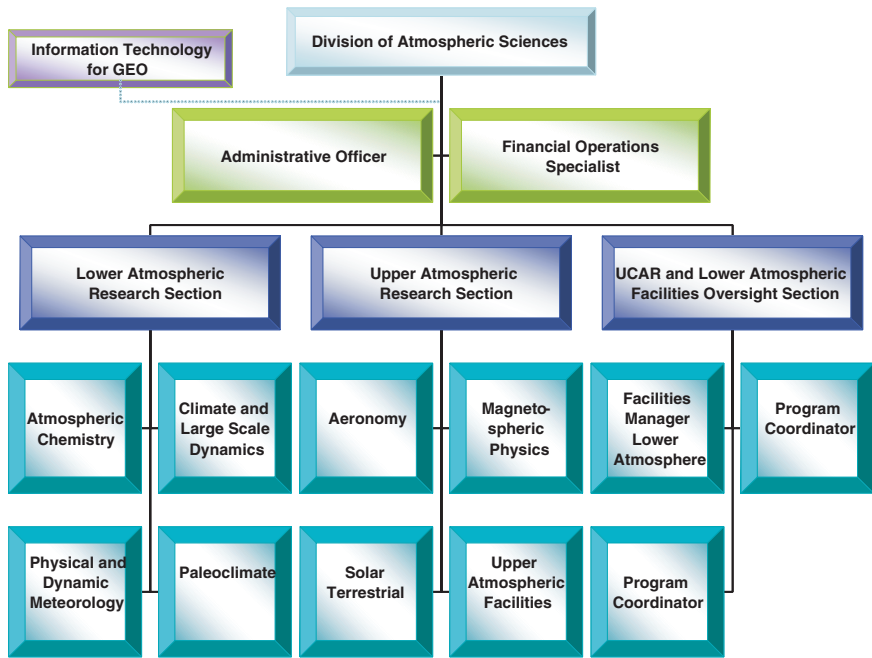 Information Technology
for GEO
Division of Atmospheric Sciences
Administrative Officer
Financial Operations
Specialist
Lower Atmospheric
Research Section
Upper Atmospheric
Research Section
UCAR and Lower Atmospheric
Facilities Oversight Section
Atmospheric
Chemistry
Climate and
Large Scale
Dynamics
Aeronomy
Magneto-
spheric
Physics
Facilities
Manager
Lower
Atmosphere
Program
Coordinator
Physical and
Dynamic
Meteorology
Paleoclimate
Solar
Terrestrial
Upper
Atmospheric
Facilities
Program
Coordinator